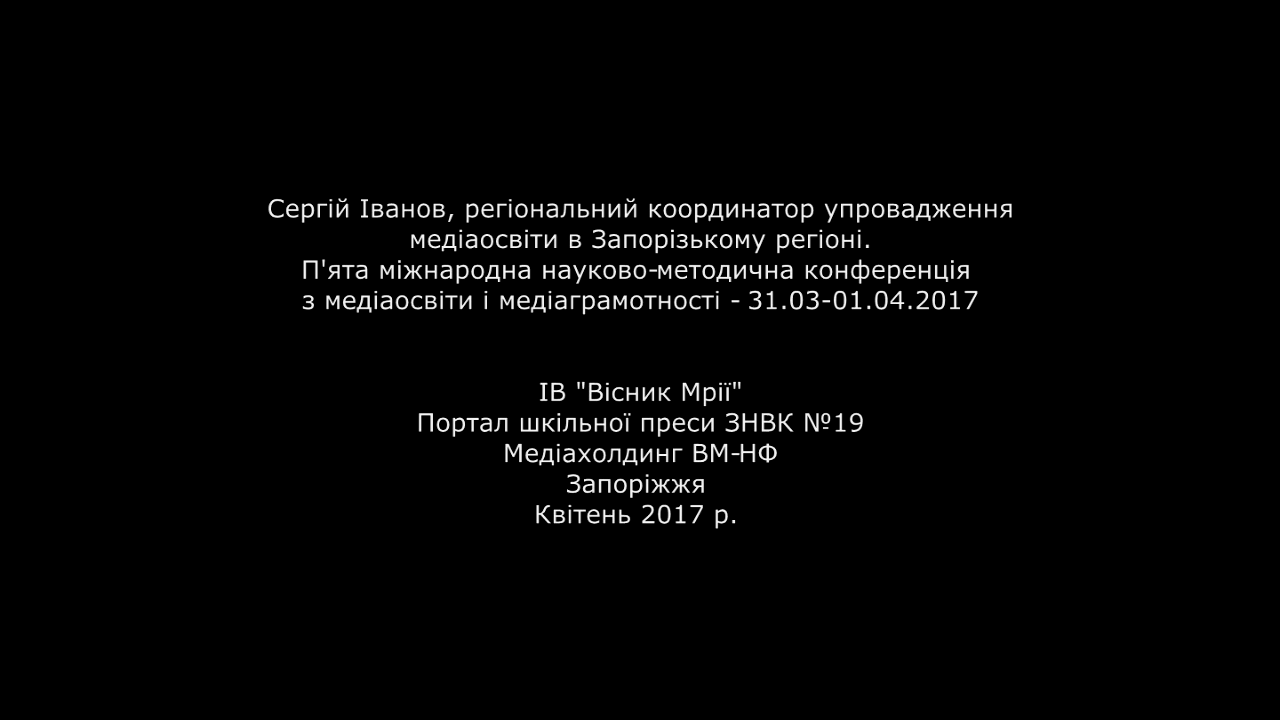 Сергій Іванов, регіональний координатор упровадження
медіаосвіти в Запорізькому регіоні.
П'ята міжнародна науково-методична конференція
з медіаосвіти і медіаграмотності - 31.03-01.04.2017
ІВ "Вісник Мрії"
Портал шкільної преси ЗНВК №19
Медіахолдинг ВМ-НФ
Запоріжжя
Квітень 2017 р.